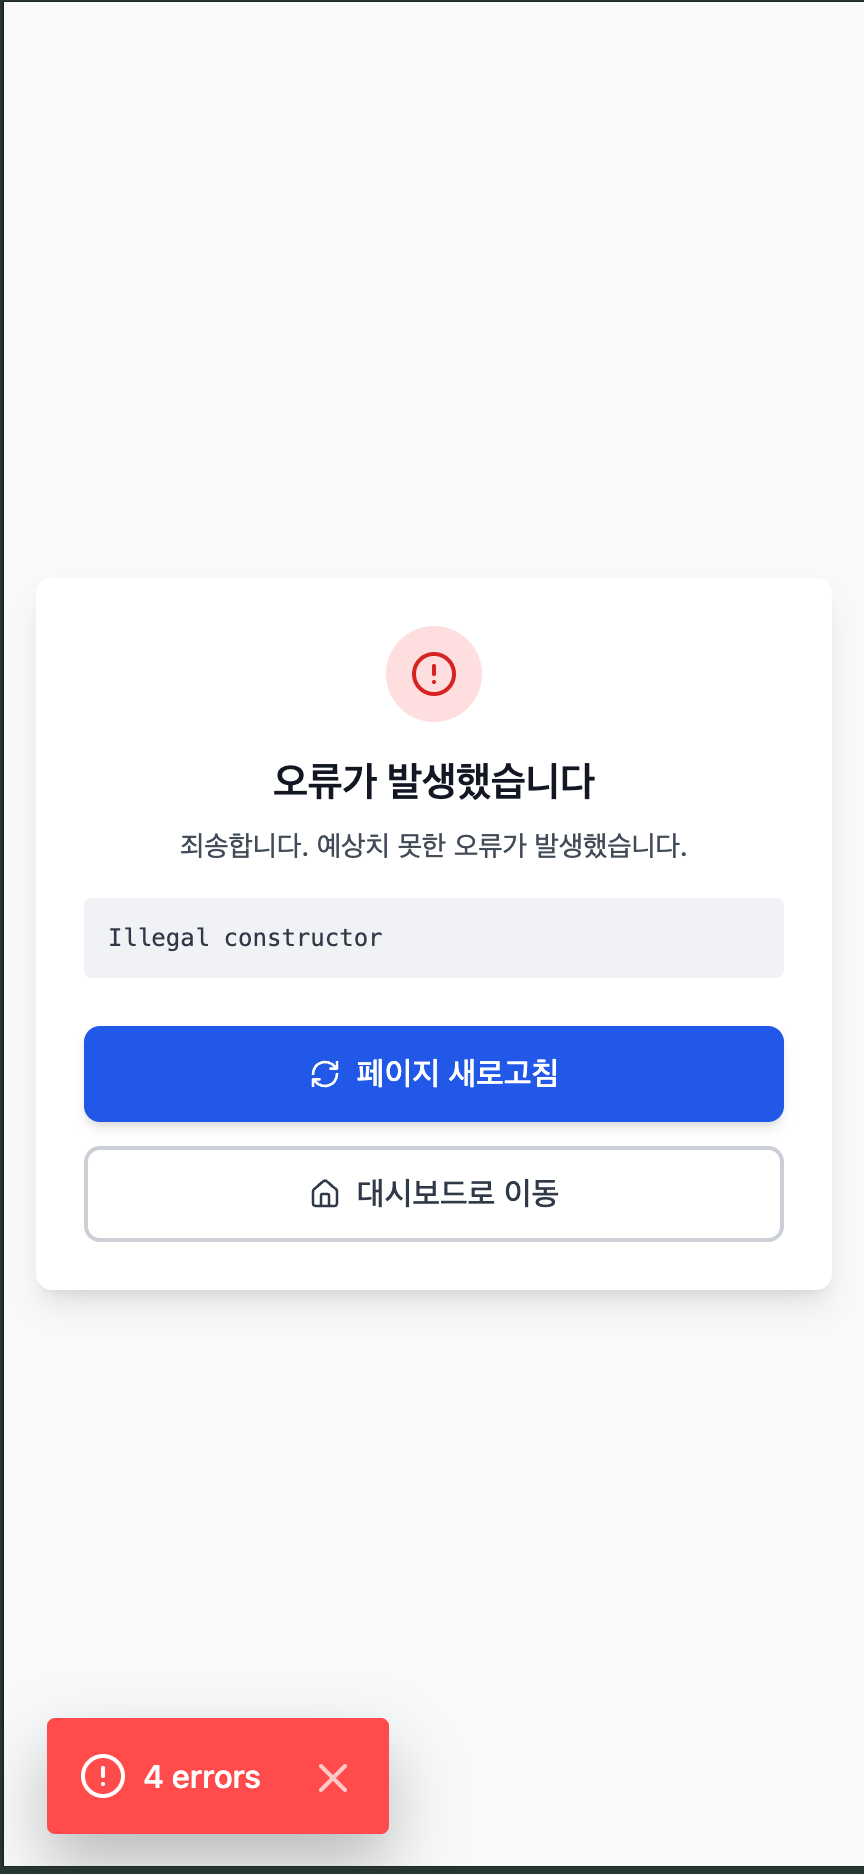 오류가 발생했습니다
죄송합니다. 예상치 못한 오류가 발생했습니다.
Illegal constructor
페이지 새로고침
대시보드로 이동
4 errors